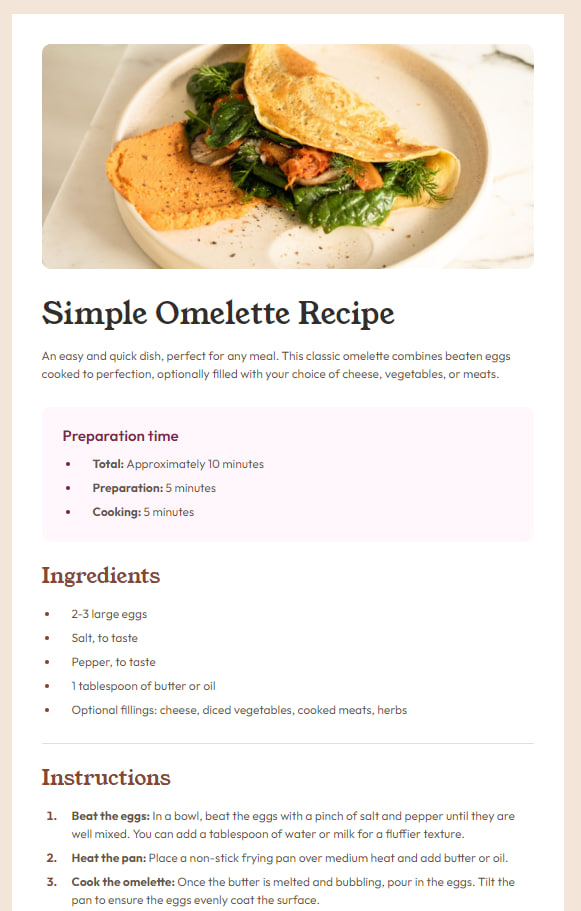 Simple Omelette Recipe
An easy and quick dish, perfect for any meal. This classic omelette combines beaten eggs
cooked to perfection, optionally filled with your choice of cheese, vegetables, or meats.
Preparation time
• Total: Approximately 10 minutes
• Preparation: 5 minutes
• Cooking: 5 minutes
Ingredients
• 2-3 large eggs
• Salt, to taste
• Pepper, to taste
• 1 tablespoon of butter or oil
• Optional fillings: cheese, diced vegetables, cooked meats, herbs
Instructions
1. Beat the eggs: In a bowl, beat the eggs with a pinch of salt and pepper until they are
well mixed. You can add a tablespoon of water or milk for a fluffier texture.
2. Heat the pan: Place a non-stick frying pan over medium heat and add butter or oil.
3. Cook the omelette: Once the butter is melted and bubbling, pour in the eggs. Tilt the
pan to ensure the eggs evenly coat the surface.